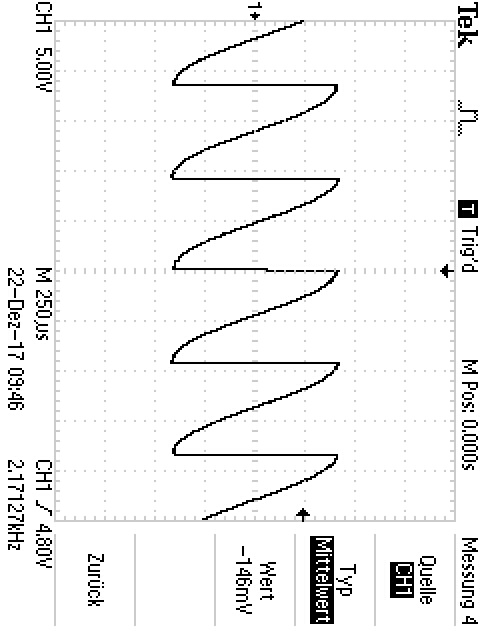 Tek
T Trig'd
M Pos: 0.000s
Messung 4
Quelle
CH1
Typ
Mittelwert
Wert
-146mV
Zurück
1
CH1 5.00V
M 250µs
CH1 / 4.80V
22-Dez-17 09:46
2.17127kHz